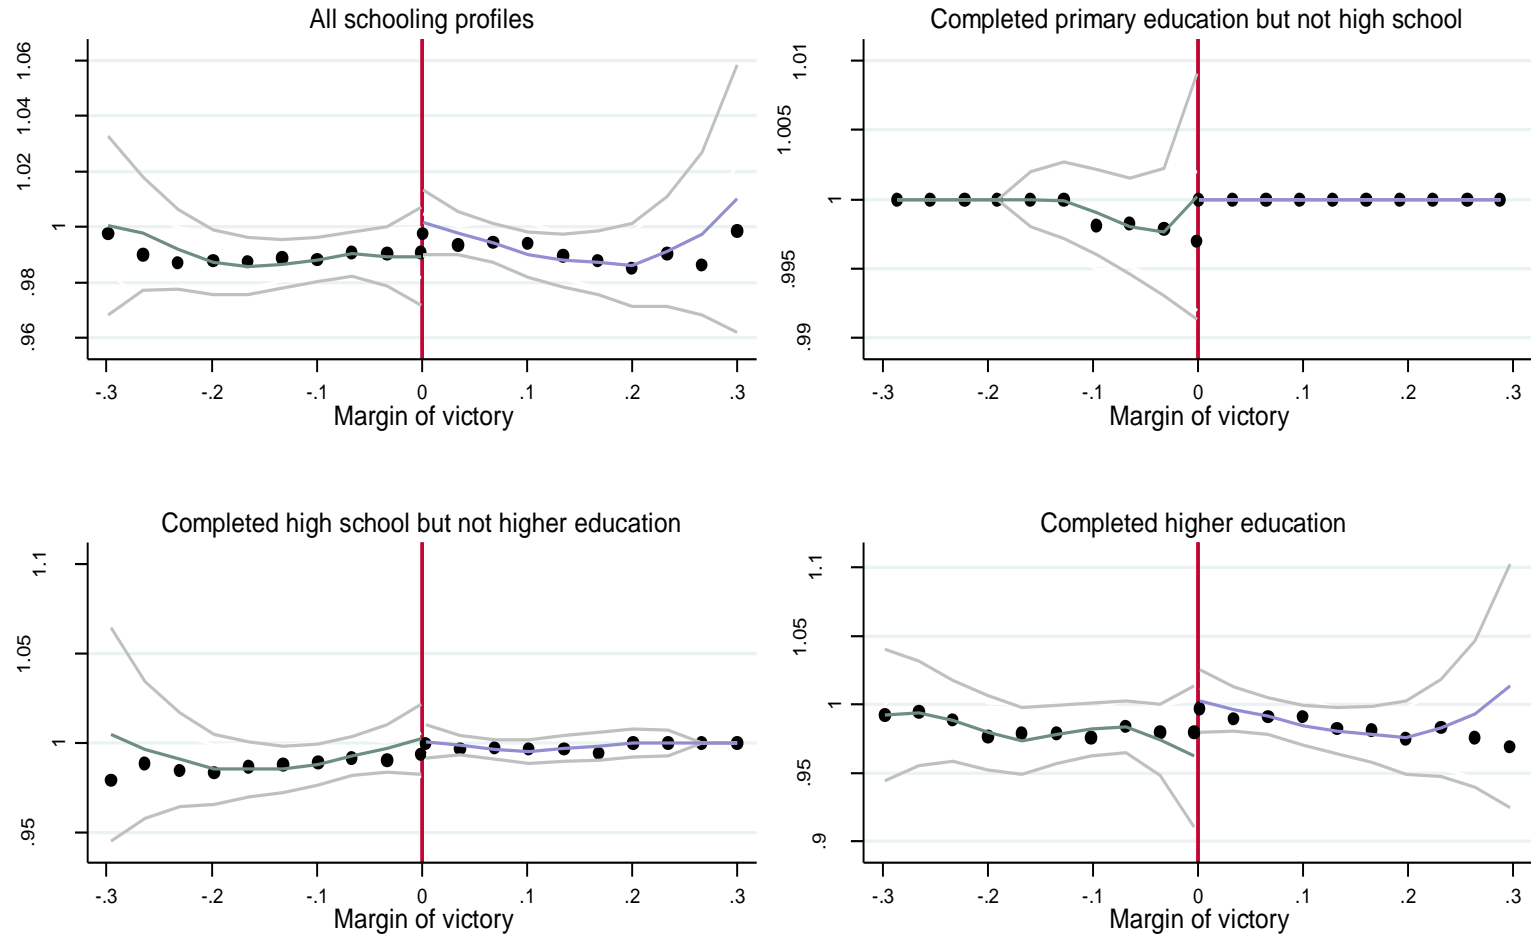 All schooling profiles
1.06
1.04
1.02
1
.98
.96
-.3 -.2 -.1 0 .1 .2 .3
Margin of victory
Completed primary education but not high school
1.01
1.005
1
.995
.99
-.3 -.2 -.1 0 .1 .2 .3
Margin of victory
Completed high school but not higher education
1.1
1.05
1
.95
-.3 -.2 -.1 0 .1 .2 .3
Margin of victory
Completed higher education
1.1
1.05
1
.95
.9
-.3 -.2 -.1 0 .1 .2 .3
Margin of victory